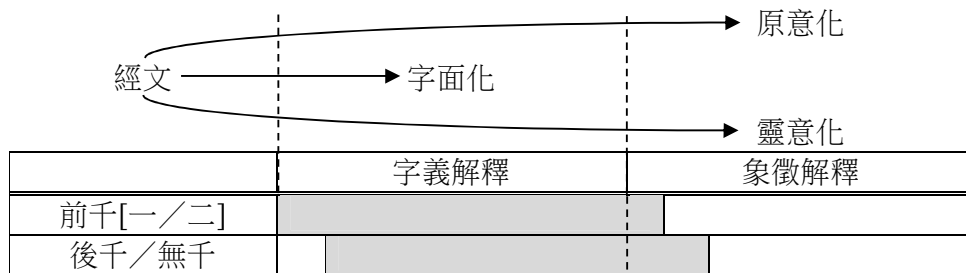 原意化
經文 字面化
靈意化
字義解釋 象徵解釋
前千[一／二]
後千／無千